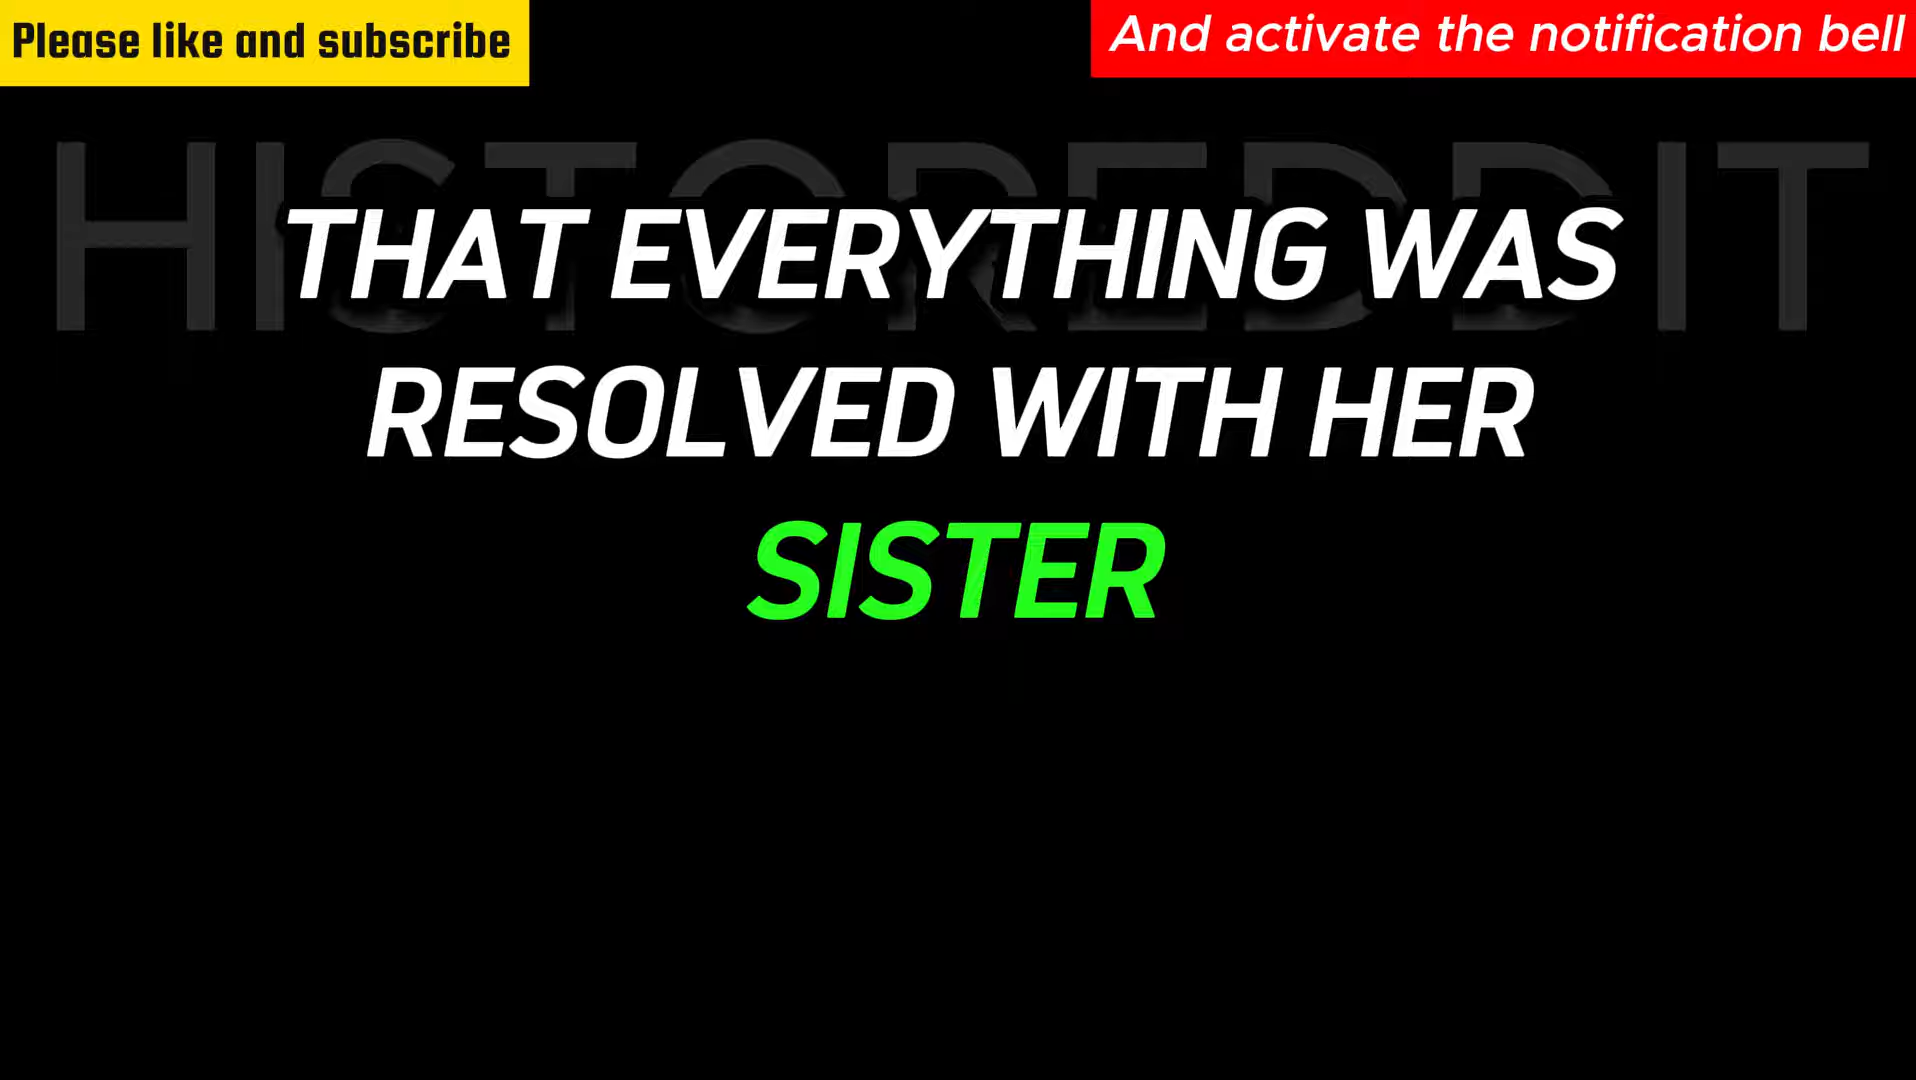 Please like and subscribe
And activate the notification bell
HISTOREDDIT
THAT EVERYTHING WAS
RESOLVED WITH HER
SISTER